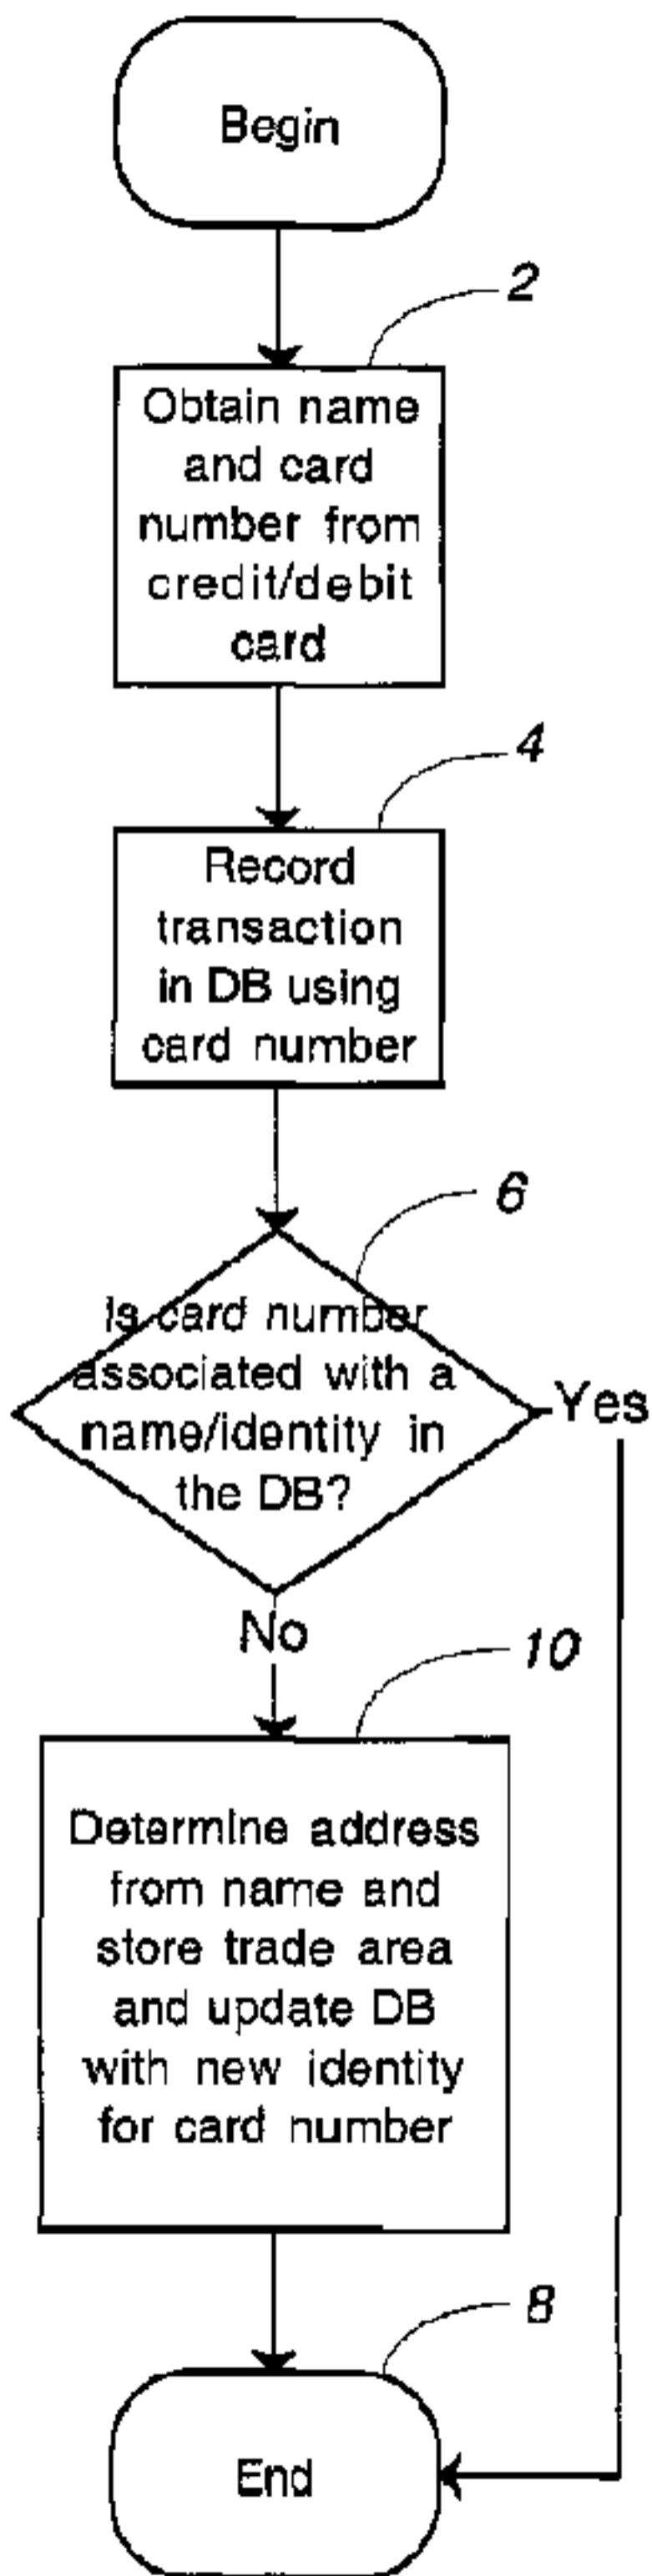 Begin
2
Obtain name
and card
number from
credit/debit
card
4
Record
transaction
in DB using
card number
6
Is card number
associated with a
name/identity in
the DB?
Yes
No
10
Determine address
from name and
store trade area
and update DB
with new identity
for card number
8
End